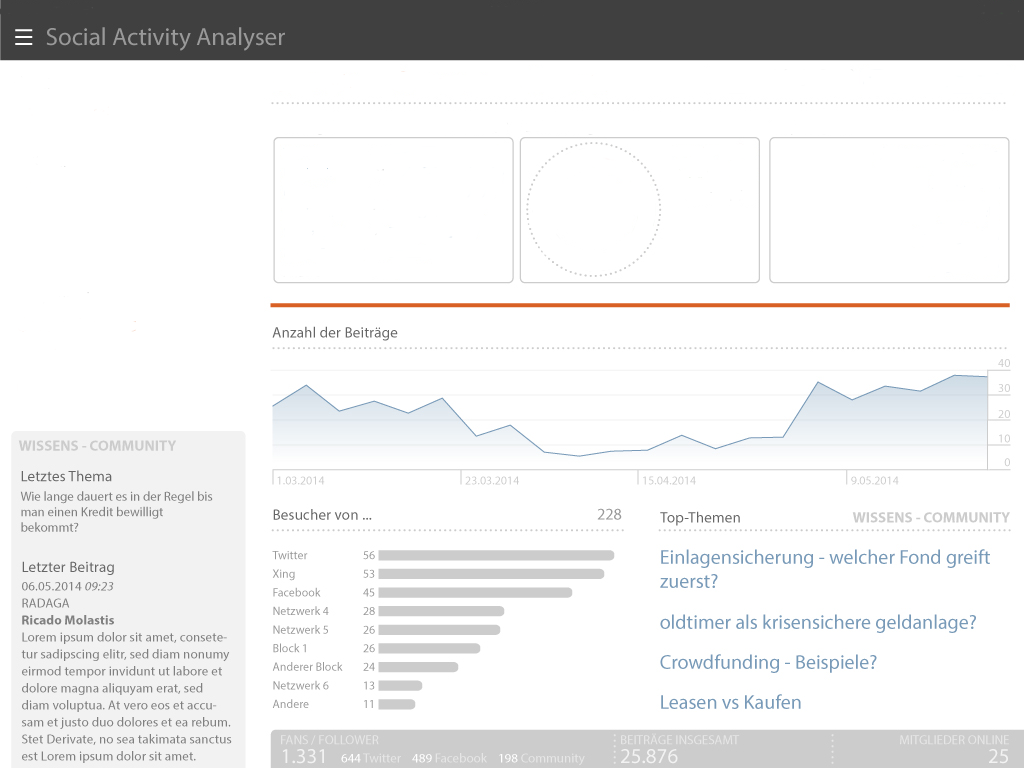 Social Activity Analyser
Anzahl der Beiträge
40
30
20
10
0
1.03.2014 23.03.2014 15.04.2014 9.05.2014
WISSENS - COMMUNITY
Letztes Thema
Wie lange dauert es in der Regel bis
man einen Kredit bewilligt
bekommt?
Letzter Beitrag
06.05.2014 09:23
RADAGA
Ricado Molastis
Lorem ipsum dolor sit amet, consete-
tur sadipscing elitr, sed diam nonumy
eirmod tempor invidunt ut labore et
dolore magna aliquyam erat, sed
diam voluptua. At vero eos et accu-
sam et justo duo dolores et ea rebum.
Stet Derivate, no sea takimata sanctus
est Lorem ipsum dolor sit amet.
Besucher von ... 228
Twitter 56
Xing 53
Facebook 45
Netzwerk 4 28
Netzwerk 5 26
Block 1 26
Anderer Block 24
Netzwerk 6 13
Andere 11
Top-Themen WISSENS - COMMUNITY
Einlagensicherung - welcher Fond greift
zuerst?
oldtimer als krisensichere geldanlage?
Crowdfunding - Beispiele?
Leasen vs Kaufen
FANS / FOLLOWER
1.331 644 Twitter 489 Facebook 198 Community
BEITRÄGE INSGESAMT
25.876
MITGLIEDER ONLINE
25